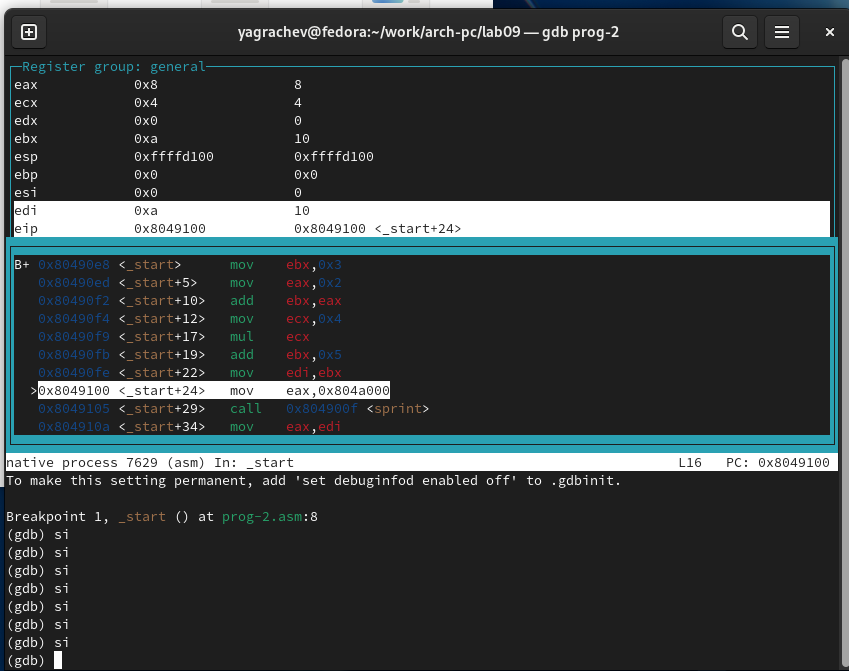 yagrachev@fedora:~/work/arch-pc/lab09 — gdb prog-2
Register group: general
eax 0x8 8
ecx 0x4 4
edx 0x0 0
ebx 0xa 10
esp 0xffffd100 0xffffd100
ebp 0x0 0x0
esi 0x0 0
edi 0xa 10
eip 0x8049100 0x8049100 <_start+24>
B+ 0x80490e8 <_start> mov ebx,0x3
0x80490ed <_start+5> mov eax,0x2
0x80490f2 <_start+10> add ebx,eax
0x80490f4 <_start+12> mov ecx,0x4
0x80490f9 <_start+17> mul ecx
0x80490fb <_start+19> add ebx,0x5
0x80490fe <_start+22> mov edi,ebx
>0x8049100 <_start+24> mov eax,0x804a000
0x8049105 <_start+29> call 0x804900f <sprint>
0x804910a <_start+34> mov eax,edi
native process 7629 (asm) In: _start L16 PC: 0x8049100
To make this setting permanent, add 'set debuginfod enabled off' to .gdbinit.
Breakpoint 1, _start () at prog-2.asm:8
(gdb) si
(gdb) si
(gdb) si
(gdb) si
(gdb) si
(gdb) si
(gdb) si
(gdb)